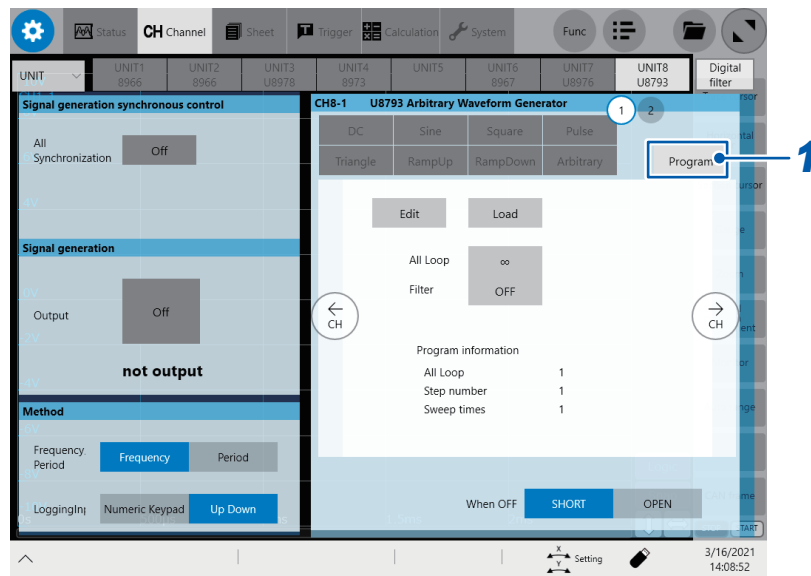 Status CH Channel Sheet Trigger Calculation System Func
UNIT UNIT1 UNIT2 UNIT3 UNIT4 UNIT5 UNIT6 UNIT7 UNIT8 Digital
8966 8966 U8978 8973 8967 U8976 U8793 filter
Signal generation synchronous control
All
Synchronization Off
Signal generation
Output Off
not output
Method
Frequency.
Period Frequency Period
LoggingIn Numeric Keypad Up Down
CH8-1 U8793 Arbitrary Waveform Generator 1 2
DC Sine Square Pulse
Triangle RampUp RampDown Arbitrary Program 1
Edit Load
All Loop ∞
Filter OFF
← CH
→ CH
Program information
All Loop 1
Step number 1
Sweep times 1
When OFF SHORT OPEN
X Y Setting 3/16/2021
14:08:52